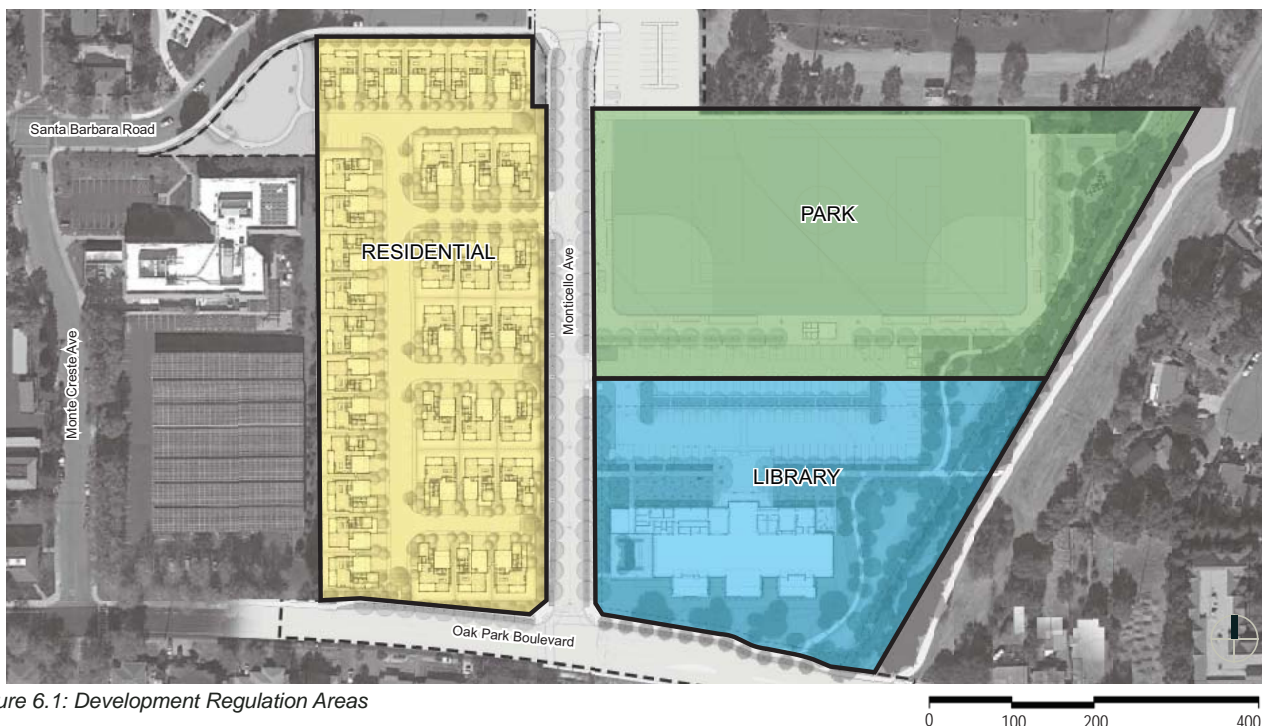 Santa Barbara Road
RESIDENTIAL
PARK
Monticello Ave
Monte Creste Ave
LIBRARY
Oak Park Boulevard
ure 6.1: Development Regulation Areas
0 100 200 400